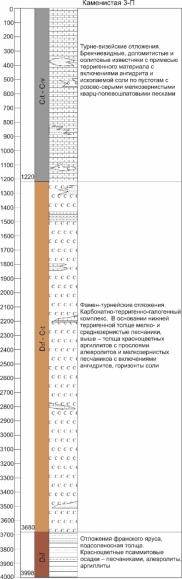 Каменистая 3-П
0
100
200
300
400
500
600
700
800
900
1000
1100
1200
1300
1400
1500
1600
1700
1800
1900
2000
2100
2200
2300
2400
2500
2600
2700
2800
2900
3000
3100
3200
3300
3400
3500
3600
3700
3800
3900
4000
C₁t - C₁v
1220
D₃f - C₁t
3680
D₃f
3998
Турне-визейские отложения.
доломитистые и
оолитовые известняки с примесью
терригенного материала с
включениями ангидрита и
ископаемой соли по пустотам с
розово-серыми мелкозернистыми
кварц-полевошпатовыми песками
Фамен-турнейские отложения.
Карбонатно-терригенно-галогенный
комплекс. В основании нижней
терригенной толще мелко- и
среднезернистые песчаники,
выше – толща красноцветных
аргиллитов с прослоями
алевролитов и мелкозернистых
песчаников с включениями
ангидритов, горизонты соли
Отложения франского яруса,
подсолевая толща.
Красноцветные псаммитовые
осадки – песчаники, алевролиты,
аргиллиты